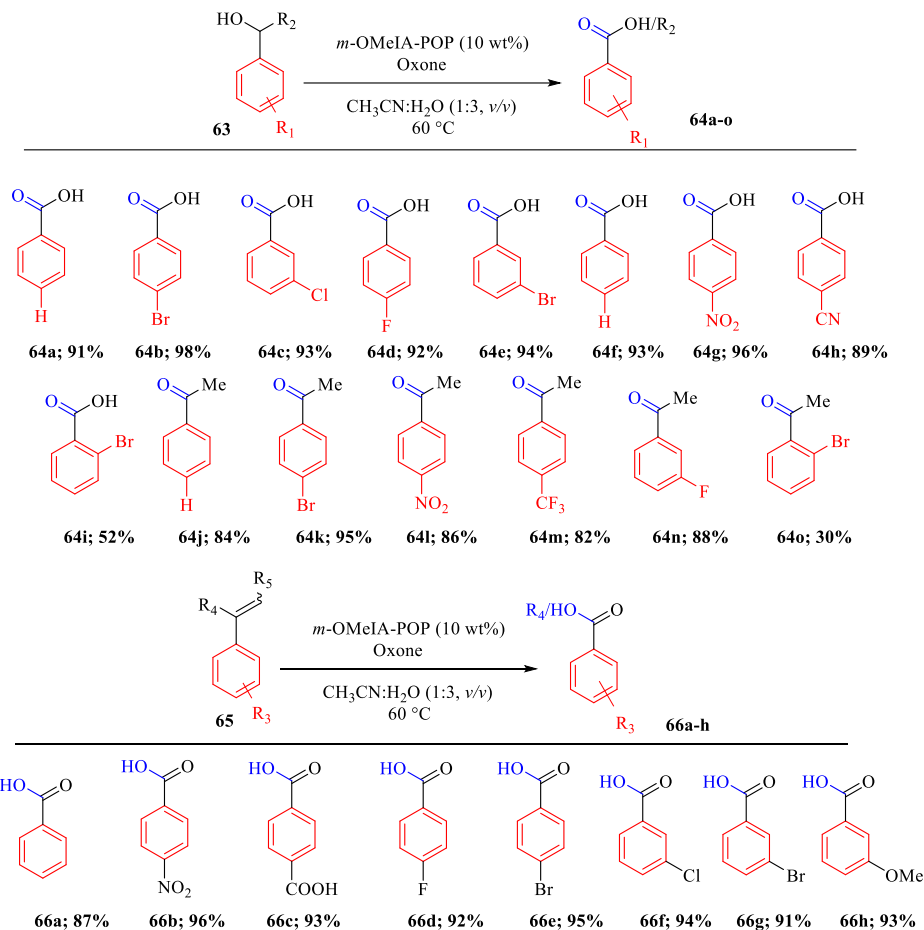 HO R2
m-OMeIA-POP (10 wt%)
Oxone
CH3CN:H2O (1:3, v/v)
60 °C
63
R1
O OH/R2
64a-o
R1
O OH O OH O OH O OH O OH O OH O OH O OH
H Br Cl F Br H NO2 CN
64a; 91% 64b; 98% 64c; 93% 64d; 92% 64e; 94% 64f; 93% 64g; 96% 64h; 89%
O OH O Me O Me O Me O Me O Me O Me
Br H Br NO2 CF3 F Br
64i; 52% 64j; 84% 64k; 95% 64l; 86% 64m; 82% 64n; 88% 64o; 30%
R5
R4
m-OMeIA-POP (10 wt%)
Oxone
CH3CN:H2O (1:3, v/v)
60 °C
65
R3
R4/HO O
66a-h
R3
HO O HO O HO O HO O HO O HO O HO O HO O
NO2 COOH F Br Cl Br OMe
66a; 87% 66b; 96% 66c; 93% 66d; 92% 66e; 95% 66f; 94% 66g; 91% 66h; 93%